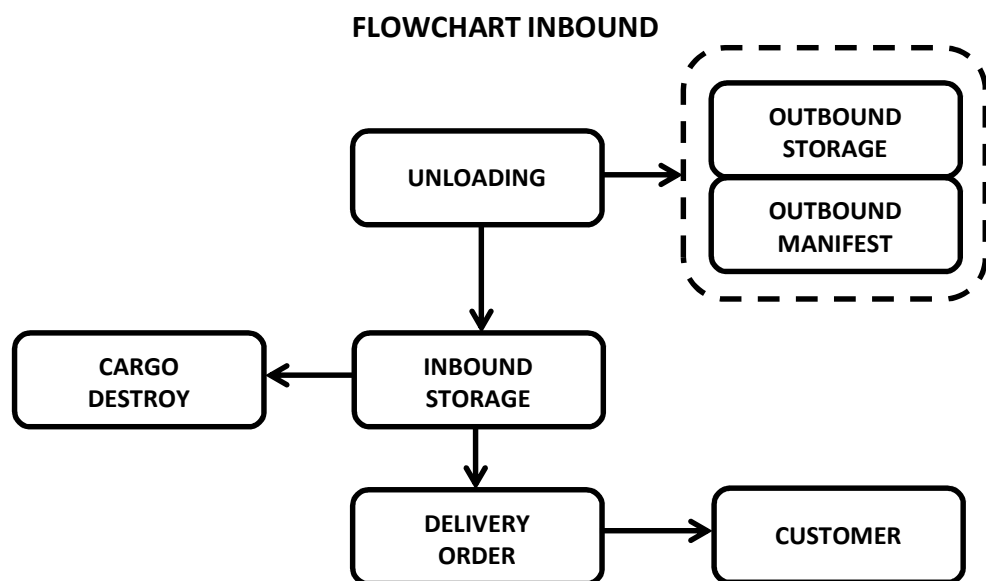 FLOWCHART INBOUND
OUTBOUND
STORAGE
UNLOADING
OUTBOUND
MANIFEST
CARGO
DESTROY
INBOUND
STORAGE
DELIVERY
ORDER
CUSTOMER